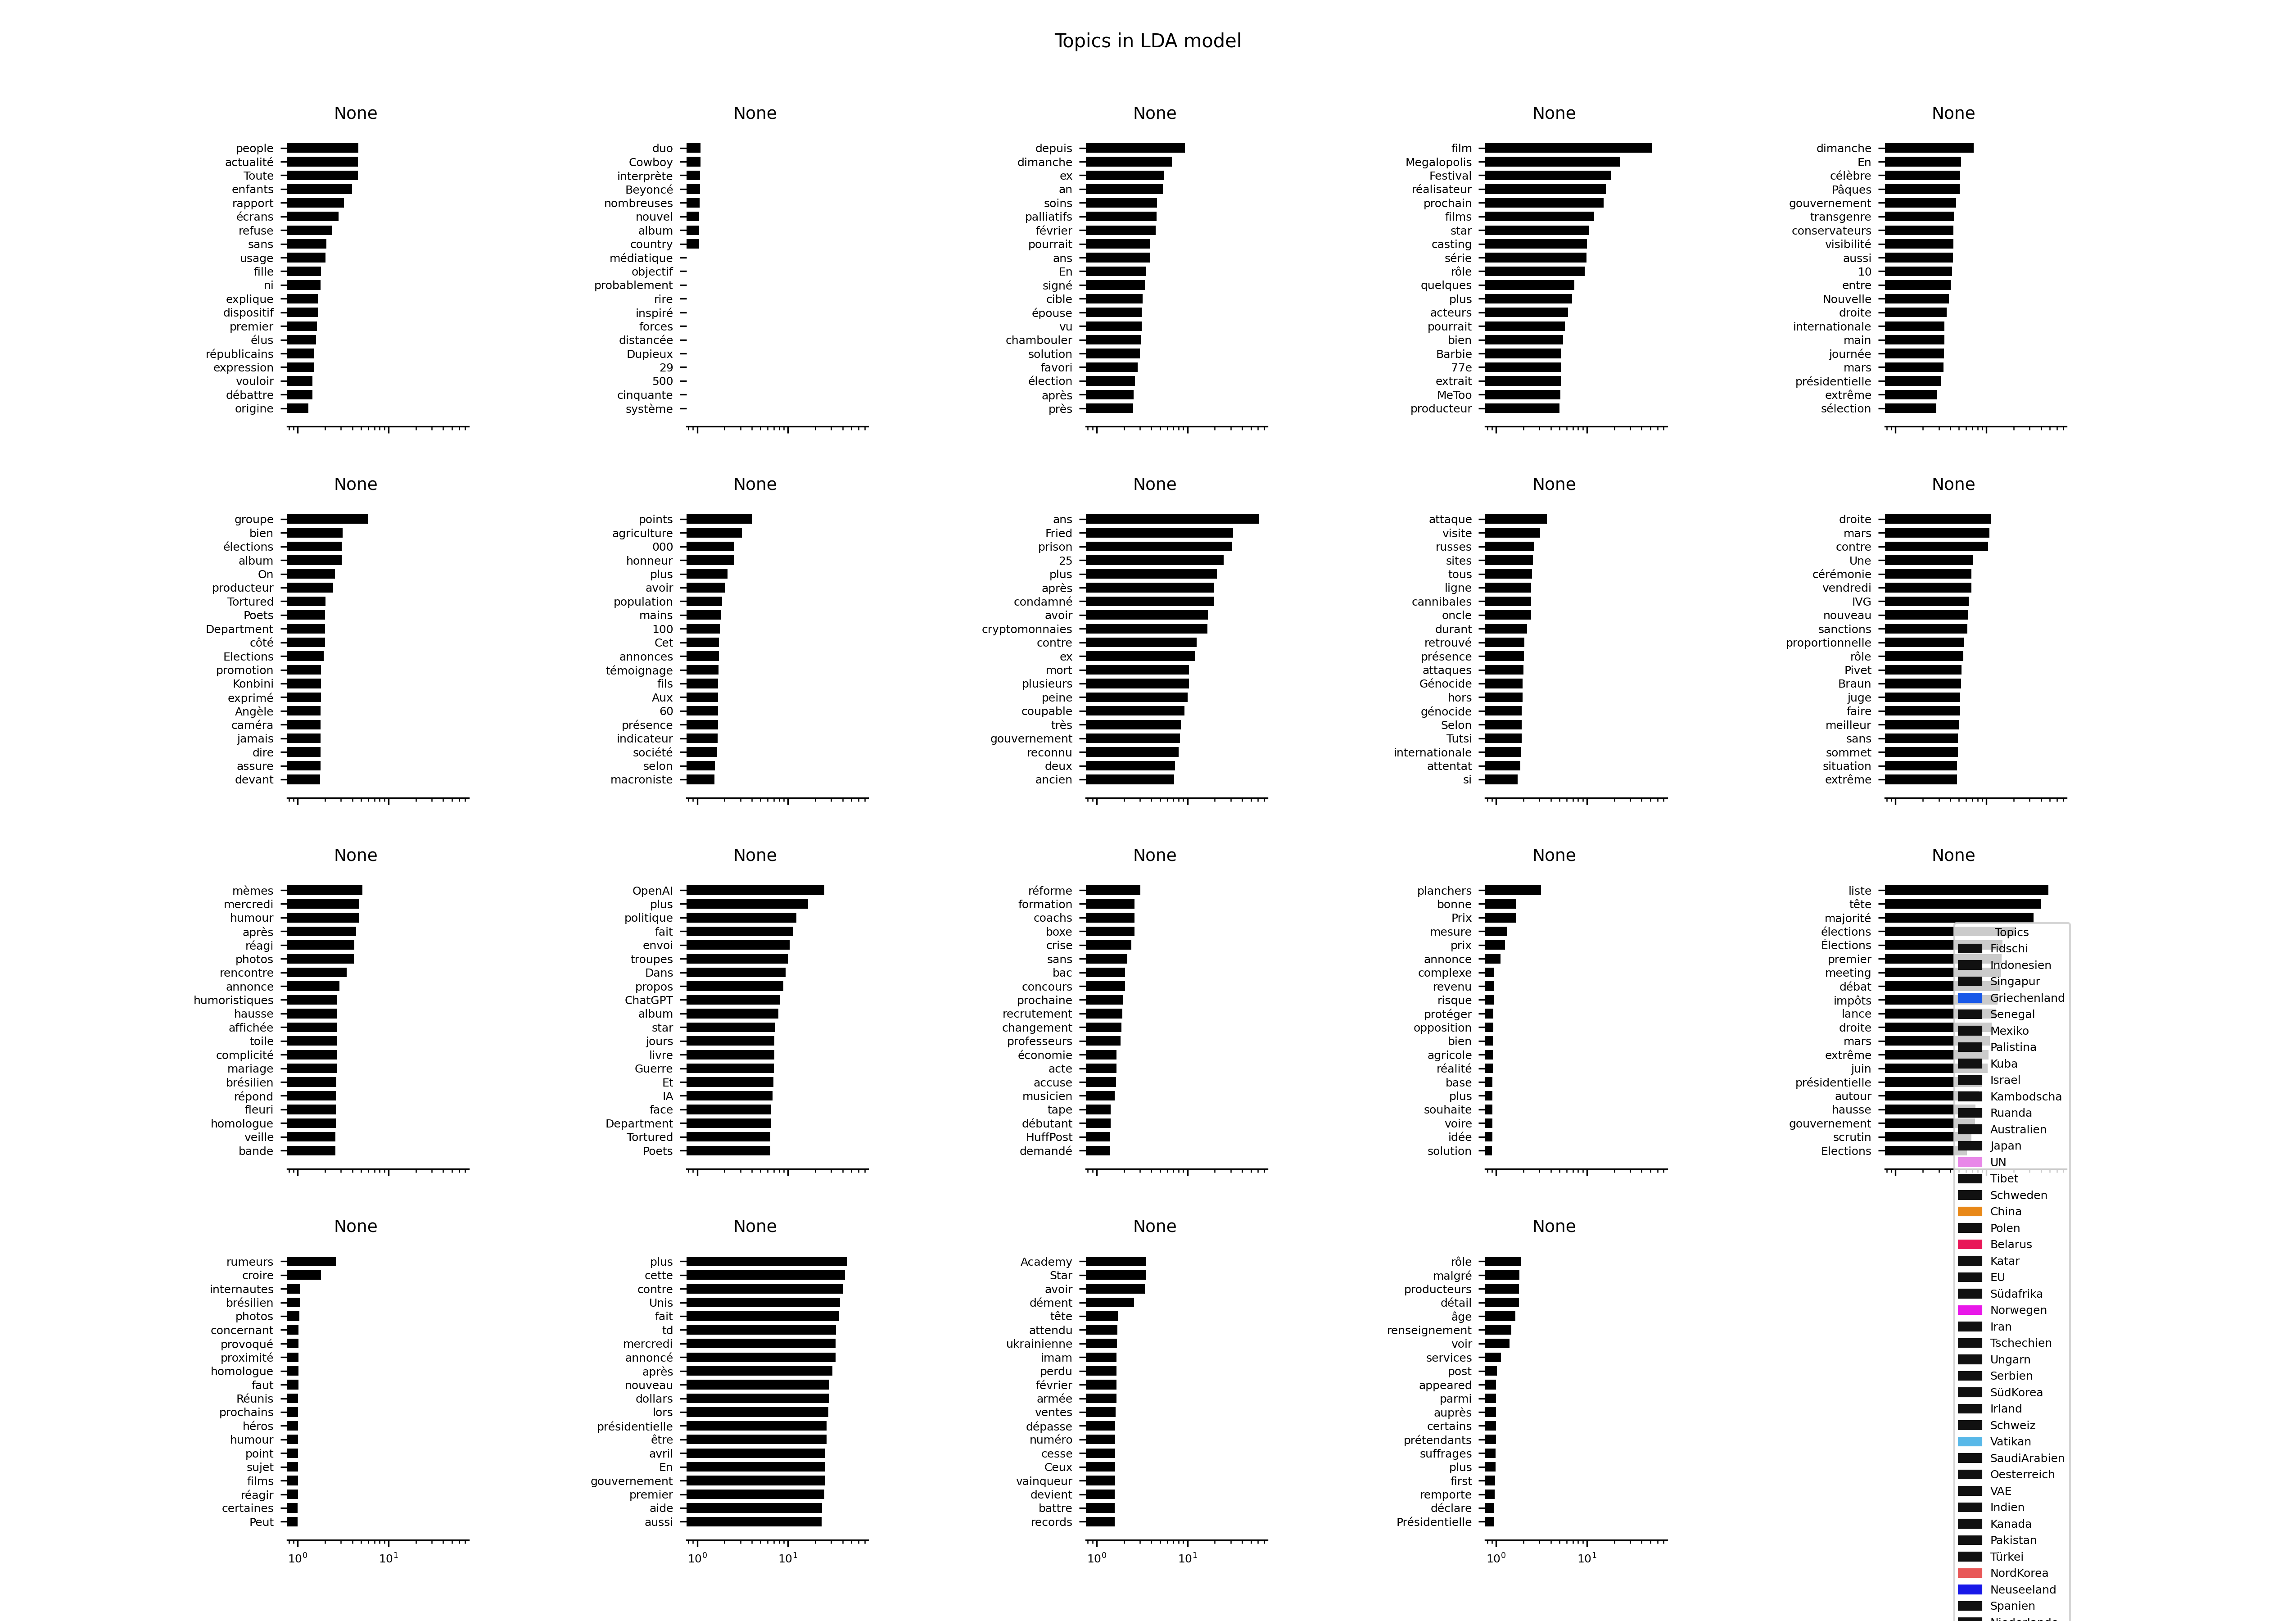 Topics in LDA model
None
people
actualité
Toute
enfants
rapport
écrans
refuse
sans
usage
fille
ni
explique
dispositif
premier
élus
républicains
expression
vouloir
débattre
origine
None
duo
Cowboy
interprète
Beyoncé
nombreuses
nouvel
album
country
médiatique
objectif
probablement
rire
inspiré
forces
distancée
Dupieux
29
500
cinquante
système
None
depuis
dimanche
ex
an
soins
palliatifs
février
pourrait
ans
En
signé
cible
épouse
vu
chambouler
solution
favori
élection
après
près
None
film
Megalopolis
Festival
réalisateur
prochain
films
star
casting
série
rôle
quelques
plus
acteurs
pourrait
bien
Barbie
77e
extrait
MeToo
producteur
None
dimanche
En
célèbre
Pâques
gouvernement
transgenre
conservateurs
visibilité
aussi
10
entre
Nouvelle
droite
internationale
main
journée
mars
présidentielle
extrême
sélection
None
groupe
bien
élections
album
On
producteur
Tortured
Poets
Department
côté
Elections
promotion
Konbini
exprimé
Angèle
caméra
jamais
dire
assure
devant
None
points
agriculture
000
honneur
plus
avoir
population
mains
100
Cet
annonces
témoignage
fils
Aux
60
présence
indicateur
société
selon
macroniste
None
ans
Fried
prison
25
plus
après
condamné
avoir
cryptomonnaies
contre
ex
mort
plusieurs
peine
coupable
très
gouvernement
reconnu
deux
ancien
None
attaque
visite
russes
sites
tous
ligne
cannibales
oncle
durant
retrouvé
présence
attaques
Génocide
hors
génocide
Selon
Tutsi
internationale
attentat
si
None
droite
mars
contre
Une
cérémonie
vendredi
IVG
nouveau
sanctions
proportionnelle
rôle
Pivet
Braun
juge
faire
meilleur
sans
sommet
situation
extrême
None
mèmes
mercredi
humour
après
réagi
photos
rencontre
annonce
humoristiques
hausse
affichée
toile
complicité
mariage
brésilien
répond
fleuri
homologue
veille
bande
None
OpenAI
plus
politique
fait
envoi
troupes
Dans
propos
ChatGPT
album
star
jours
livre
Guerre
Et
IA
face
Department
Tortured
Poets
None
réforme
formation
coachs
boxe
crise
sans
bac
concours
prochaine
recrutement
changement
professeurs
économie
acte
accuse
musicien
tape
débutant
HuffPost
demandé
None
planchers
bonne
Prix
mesure
prix
annonce
complexe
revenu
risque
protéger
opposition
bien
agricole
réalité
base
plus
souhaite
voire
idée
solution
None
liste
tête
majorité
élections
Élections
premier
meeting
débat
impôts
lance
droite
mars
extrême
juin
présidentielle
autour
hausse
gouvernement
scrutin
Elections
None
rumeurs
croire
internautes
brésilien
photos
concernant
provoqué
proximité
homologue
faut
Réunis
prochains
héros
humour
point
sujet
films
réagir
certaines
Peut
10⁰ 10¹
None
plus
cette
contre
Unis
fait
td
mercredi
annoncé
après
nouveau
dollars
lors
présidentielle
être
avril
En
gouvernement
premier
aide
aussi
10⁰ 10¹
None
Academy
Star
avoir
dément
tête
attendu
ukrainienne
imam
perdu
février
armée
ventes
dépasse
numéro
cesse
Ceux
vainqueur
devient
battre
records
10⁰ 10¹
None
rôle
malgré
producteurs
détail
âge
renseignement
voir
services
post
appeared
parmi
auprès
certains
prétendants
suffrages
plus
first
remporte
déclare
Présidentielle
10⁰ 10¹
Topics
Fidschi
Indonesien
Singapur
Griechenland
Senegal
Mexiko
Palistina
Kuba
Israel
Kambodscha
Ruanda
Australien
Japan
UN
Tibet
Schweden
China
Polen
Belarus
Katar
EU
Südafrika
Norwegen
Iran
Tschechien
Ungarn
Serbien
SüdKorea
Irland
Schweiz
Vatikan
SaudiArabien
Oesterreich
VAE
Indien
Kanada
Pakistan
Türkei
NordKorea
Neuseeland
Spanien